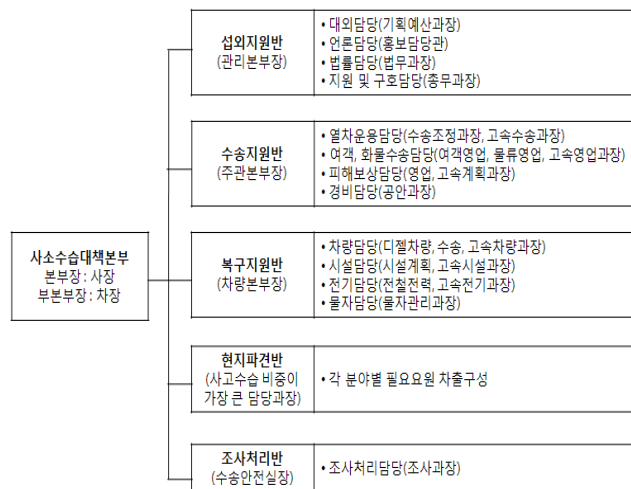 섭외지원반
(관리본부장)
• 대외담당(기획예산과장)
• 언론담당(홍보담당관)
• 법률담당(법무과장)
• 지원 및 구호담당(총무과장)
수송지원반
(주관본부장)
• 열차운용담당(수송조정과장, 고속수송과장)
• 여객, 화물수송담당(여객영업, 물류영업, 고속영업과장)
• 피해보상담당(영업, 고속계획과장)
• 경비담당(공안과장)
사소수습대책본부
본부장 : 사장
부본부장 : 차장
복구지원반
(차량본부장)
• 차량담당(디젤차량, 수송, 고속차량과장)
• 시설담당(시설계획, 고속시설과장)
• 전기담당(전철전력, 고속전기과장)
• 물자담당(물자관리과장)
현지파견반
(사고수습 비중이
가장 큰 담당과장)
• 각 분야별 필요요원 차출구성
조사처리반
(수송안전실장)
• 조사처리담당(조사과장)